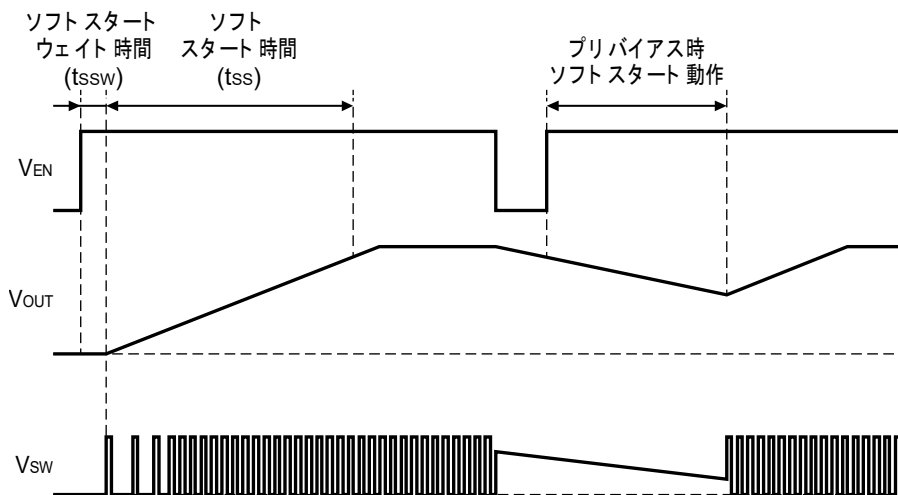 ソフト スタート
ウェイト 時間
(tssw)
ソフト
スタート 時間
(tss)
プリ バイアス時
ソフト スタート 動作
VEN
VOUT
VSW